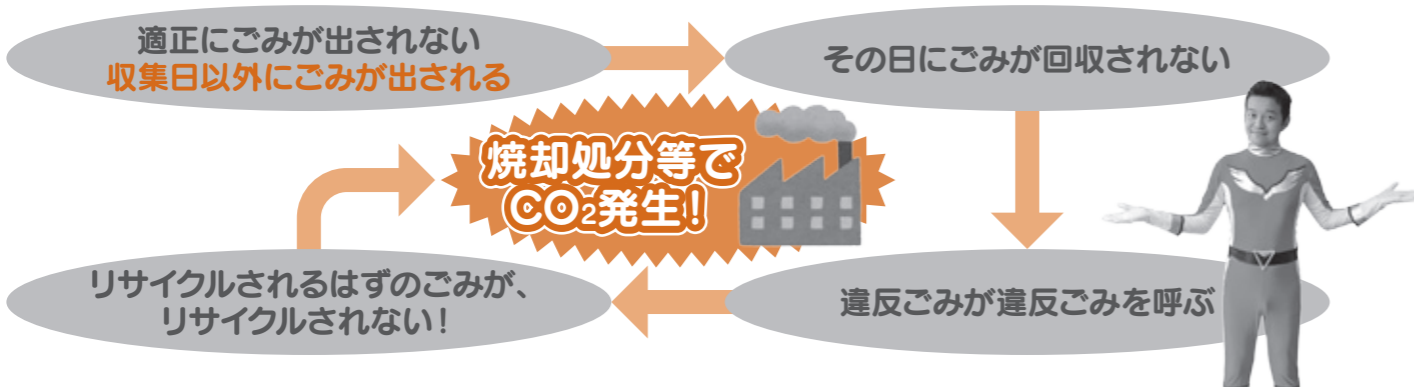 適正にごみが出されない
収集日以外にごみが出される
その日にごみが回収されない
違反ごみが違反ごみを呼ぶ
リサイクルされるはずのごみが、
リサイクルされない!
焼却処分等で
CO₂発生!